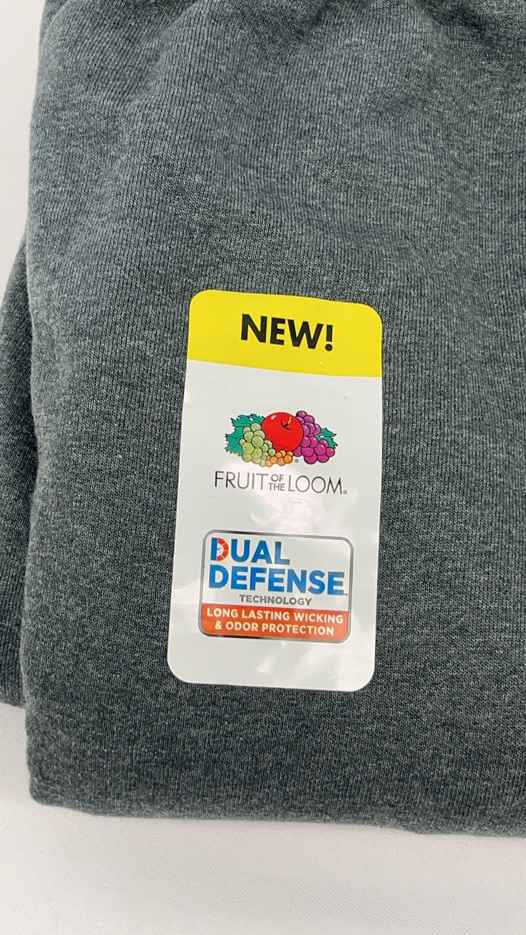 NEW!
FRUIT OF THE LOOM®
DUAL
DEFENSE
TECHNOLOGY
LONG LASTING WICKING
& ODOR PROTECTION